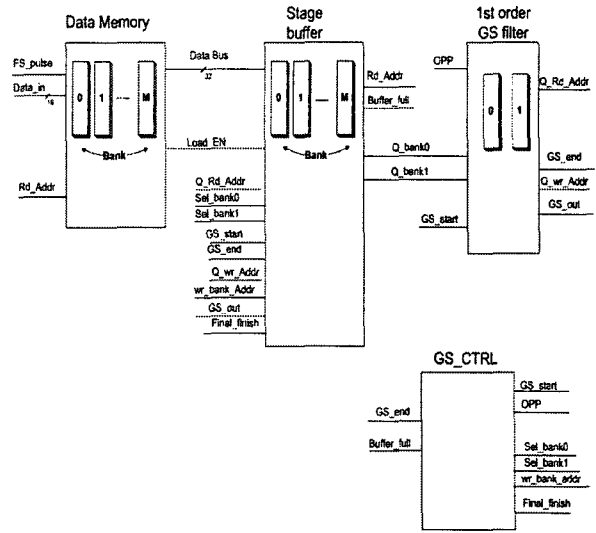 Data Memory
Stage
buffer
1st order
GS filter
FS_pulse
Data_in
16
0 1 M
Bank
Rd_Addr
Data Bus
32
Load_EN
0 1 M
Bank
Q_Rd_Addr
Sel_bank0
Sel_bank1
GS_start
GS_end
Q_wr_Addr
wr_bank_Addr
GS_out
Final_finish
Rd_Addr
Buffer_full
Q_bank0
Q_bank1
OPP
0 1
GS_start
Q_Rd_Addr
GS_end
Q_wr_Addr
GS_out
GS_CTRL
GS_end
Buffer_full
GS_start
OPP
Sel_bank0
Sel_bank1
wr_bank_addr
Final_finish